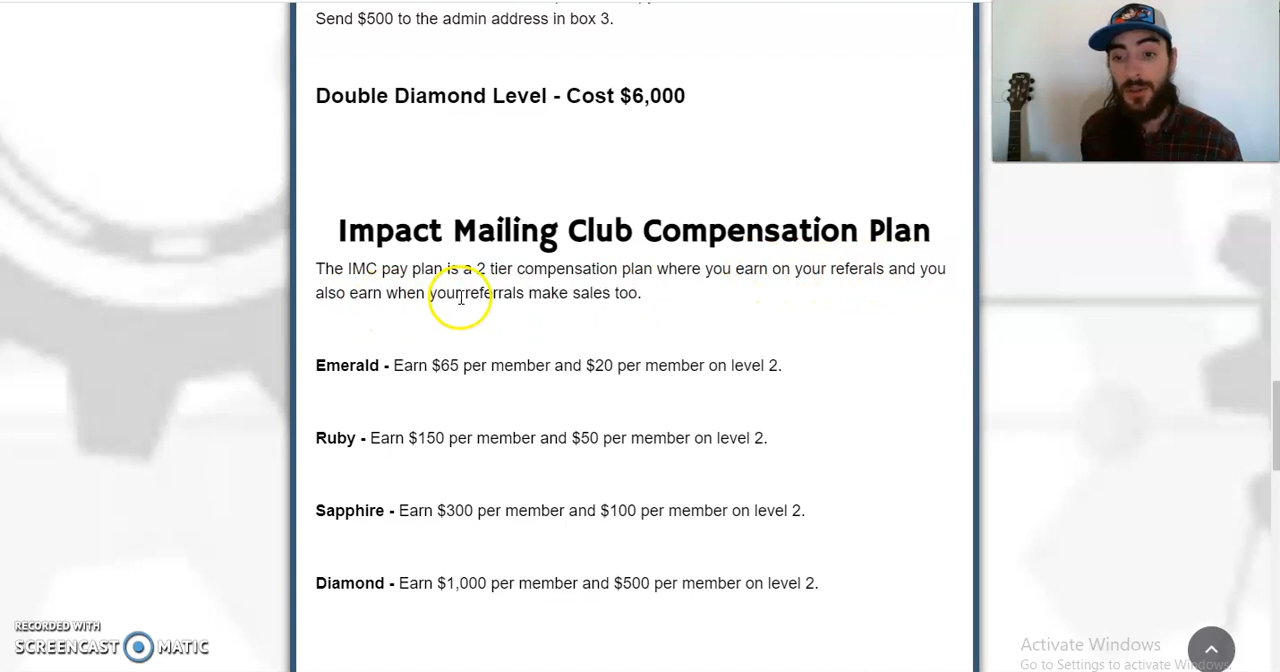 Send $500 to the admin address in box 3.
Double Diamond Level - Cost $6,000
Impact Mailing Club Compensation Plan
The IMC pay plan is a 2 tier compensation plan where you earn on your referals and you
also earn when your referrals make sales too.
Emerald - Earn $65 per member and $20 per member on level 2.
Ruby - Earn $150 per member and $50 per member on level 2.
Sapphire - Earn $300 per member and $100 per member on level 2.
Diamond - Earn $1,000 per member and $500 per member on level 2.
RECORDED WITH
SCREENCAST MATIC
Activate Windows
Go to Settings to activate Windows